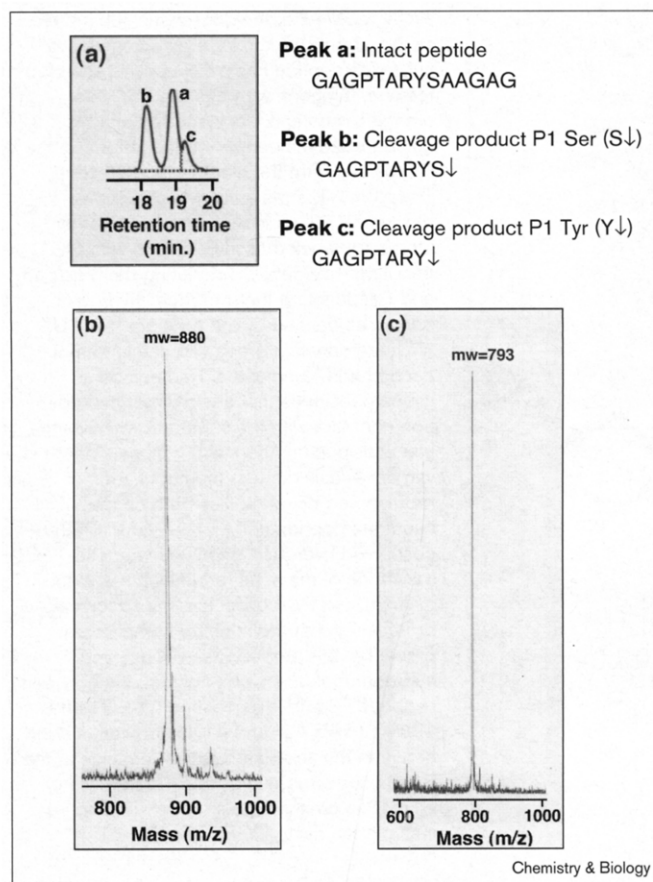 (a)
b
a
c
18 19 20
Retention time
(min.)
Peak a: Intact peptide
GAGPTARYSAAGAG
Peak b: Cleavage product P1 Ser (S↓)
GAGPTARYS↓
Peak c: Cleavage product P1 Tyr (Y↓)
GAGPTARY↓
(b)
mw=880
800 900 1000
Mass (m/z)
(c)
mw=793
600 800 1000
Mass (m/z)
Chemistry & Biology